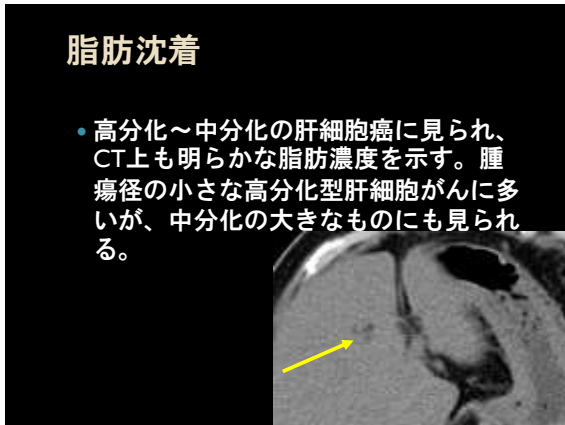 脂肪沈着
• 高分化～中分化の肝細胞癌に見られ、
CT上も明らかな脂肪濃度を示す。腫
瘍径の小さな高分化型肝細胞がんに多
いが、中分化の大きなものにも見られ
る。